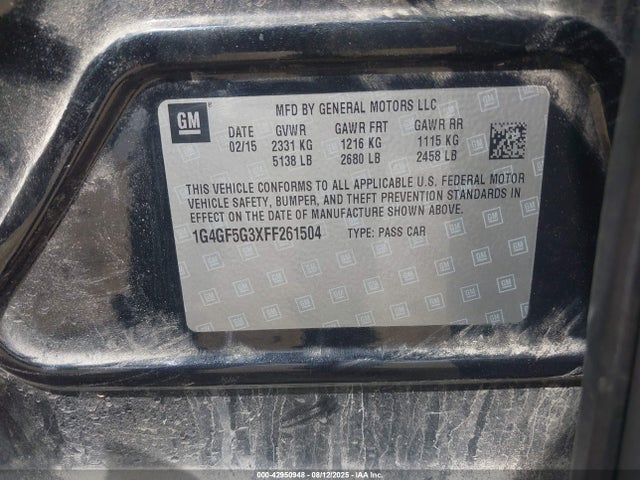 GM
MFD BY GENERAL MOTORS LLC
DATE GVWR GAWR FRT GAWR RR
02/15 2331 KG 1216 KG 1115 KG
5138 LB 2680 LB 2458 LB
THIS VEHICLE CONFORMS TO ALL APPLICABLE U.S. FEDERAL MOTOR
VEHICLE SAFETY, BUMPER, AND THEFT PREVENTION STANDARDS IN
EFFECT ON THE DATE OF MANUFACTURE SHOWN ABOVE.
1G4GF5G3XFF261504 TYPE: PASS CAR
000-42950948 - 08/12/2025 - IAAI.COM